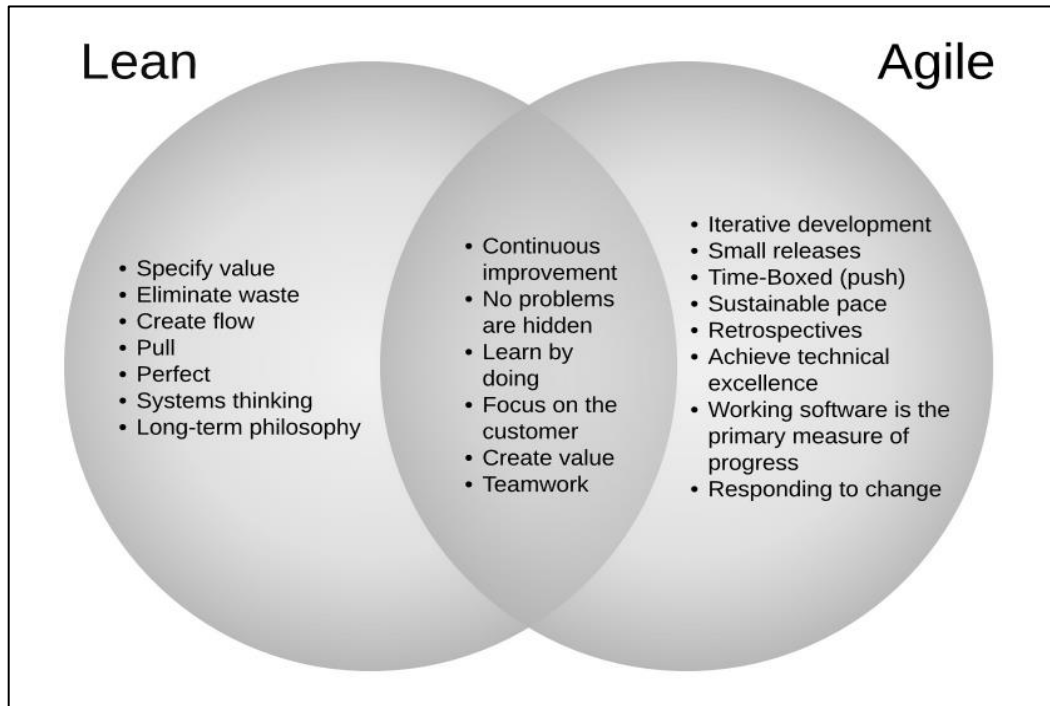 Lean
Agile
• Specify value
• Eliminate waste
• Create flow
• Pull
• Perfect
• Systems thinking
• Long-term philosophy
• Continuous
improvement
• No problems
are hidden
• Learn by
doing
• Focus on the
customer
• Create value
• Teamwork
• Iterative development
• Small releases
• Time-Boxed (push)
• Sustainable pace
• Retrospectives
• Achieve technical
excellence
• Working software is the
primary measure of
progress
• Responding to change